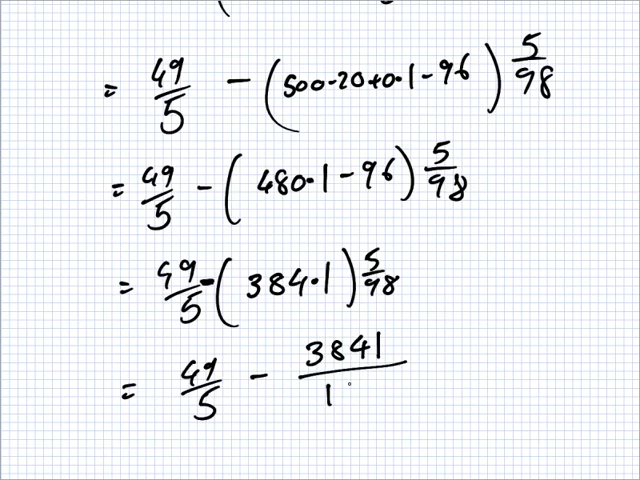 = 49/5 - (500-20+0.1-96) 5/98
= 49/5 - (480.1-96) 5/98
= 49/5 - (384.1) 5/98
= 49/5 - 3841/1